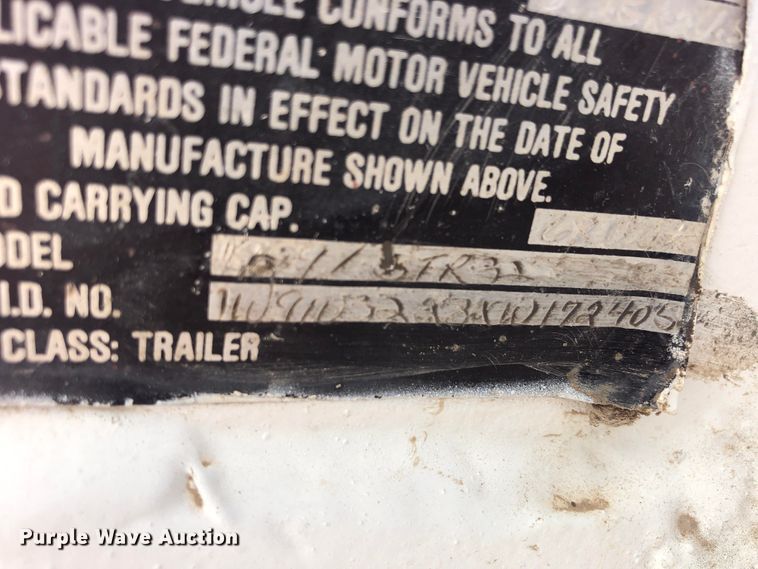 VEHICLE CONFORMS TO ALL
LICABLE FEDERAL MOTOR VEHICLE SAFETY
STANDARDS IN EFFECT ON THE DATE OF
MANUFACTURE SHOWN ABOVE.
D CARRYING CAP.
ODEL
I.D. NO.
CLASS: TRAILER
Purple Wave Auction